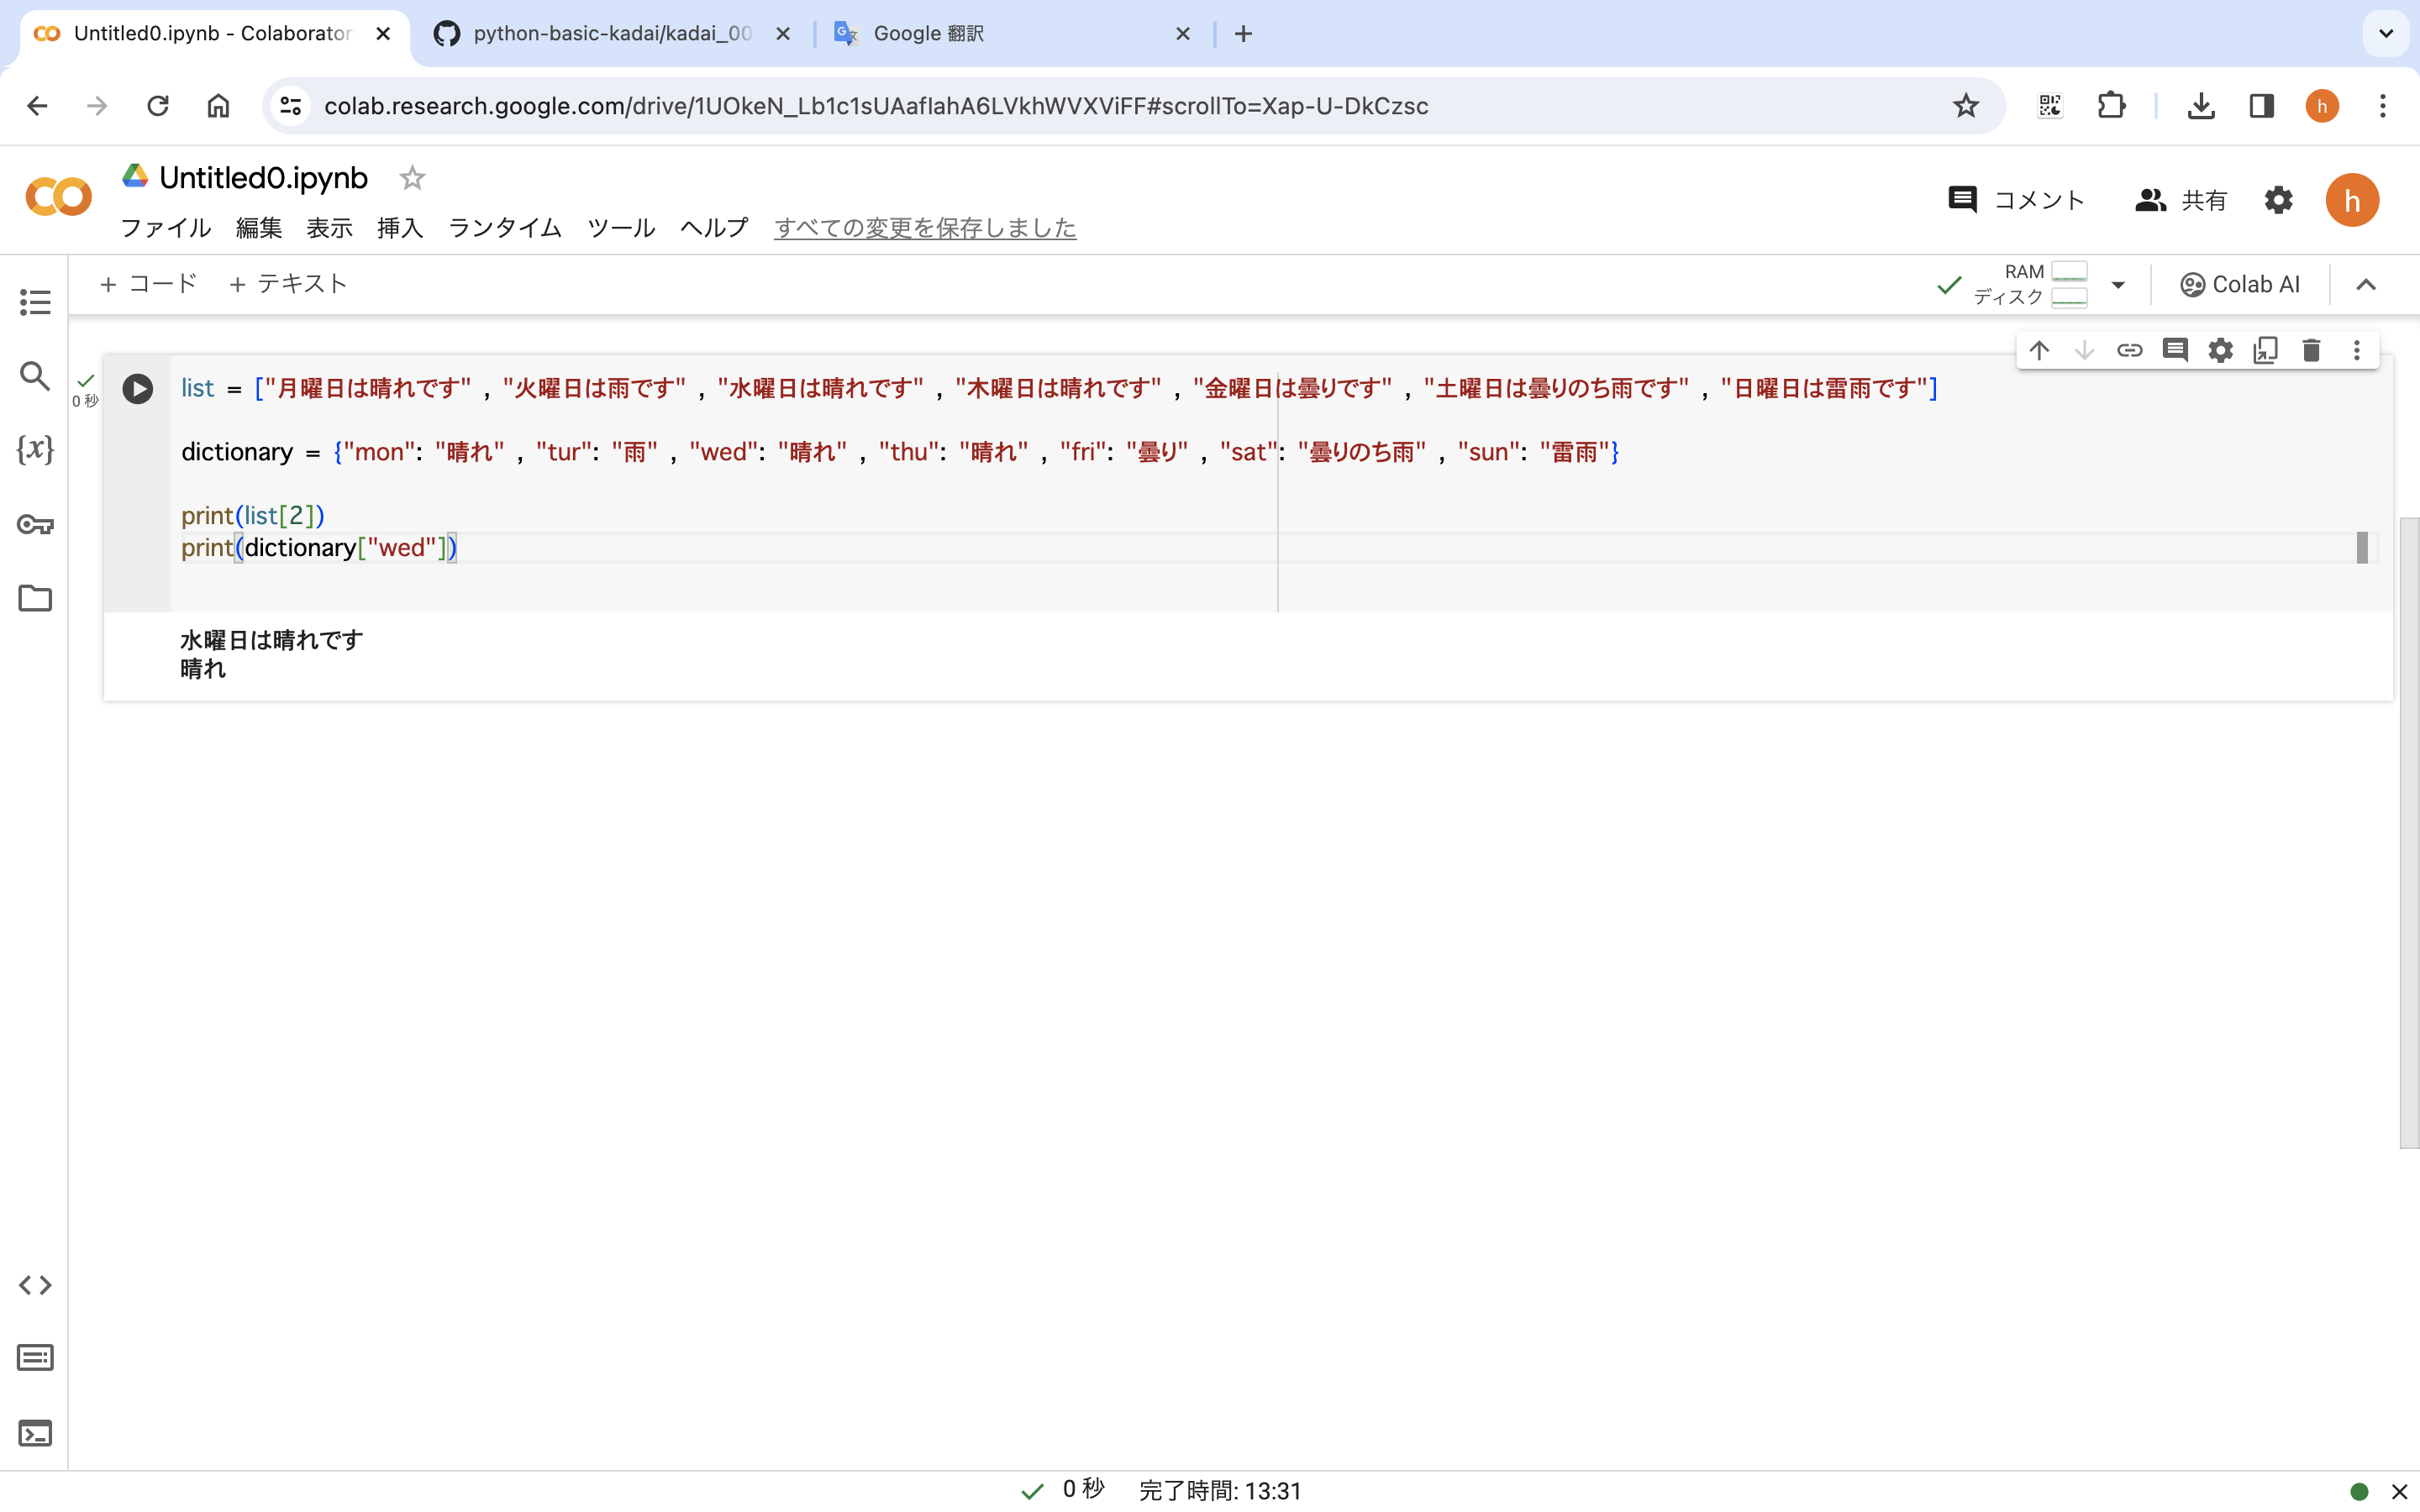 Untitled0.ipynb - Colaborator
python-basic-kadai/kadai_00
Google 翻訳
colab.research.google.com/drive/1UOkeN_Lb1c1sUAafIahA6LVkhWVXViFF#scrollTo=Xap-U-DkCzsc
h
Untitled0.ipynb
ファイル 編集 表示 挿入 ランタイム ツール ヘルプ すべての変更を保存しました
コメント 共有 h
+ コード + テキスト
RAM
ディスク
Colab AI
{x}
0 秒
list = ["月曜日は晴れです" , "火曜日は雨です" , "水曜日は晴れです" , "木曜日は晴れです" , "金曜日は曇りです" , "土曜日は曇りのち雨です" , "日曜日は雷雨です"]
dictionary = {"mon": "晴れ" , "tur": "雨" , "wed": "晴れ" , "thu": "晴れ" , "fri": "曇り" , "sat": "曇りのち雨" , "sun": "雷雨"}
print(list[2])
print(dictionary["wed"])
水曜日は晴れです
晴れ
0 秒 完了時間: 13:31